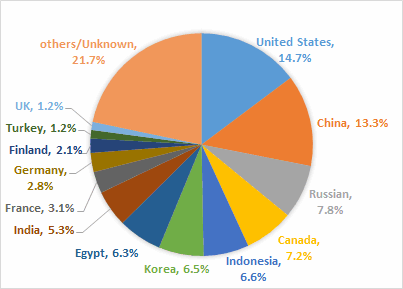 United States,
14.7%
China, 13.3%
Russian,
7.8%
Canada,
7.2%
Indonesia,
6.6%
Korea, 6.5%
Egypt, 6.3%
India, 5.3%
France, 3.1%
Germany,
2.8%
Finland, 2.1%
Turkey, 1.2%
UK, 1.2%
others/Unknown,
21.7%